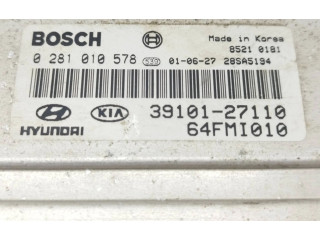 BOSCH
Made in Korea
8521 0181
0 281 010 578 01-06-27 28SA5194
HYUNDAI KIA 39101-27110
64FMI010